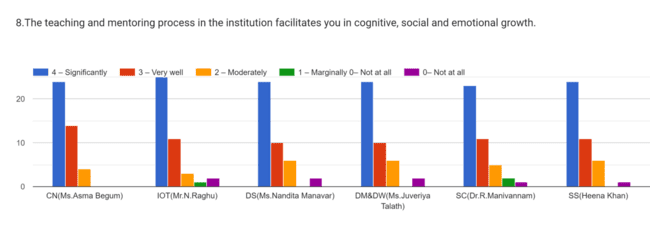 8.The teaching and mentoring process in the institution facilitates you in cognitive, social and emotional growth.
4 – Significantly 3 – Very well 2 – Moderately 1 – Marginally 0– Not at all 0– Not at all
20
10
0
CN(Ms.Asma Begum) IOT(Mr.N.Raghu) DS(Ms.Nandita Manavar) DM&DW(Ms.Juveriya Talath) SC(Dr.R.Manivannam) SS(Heena Khan)